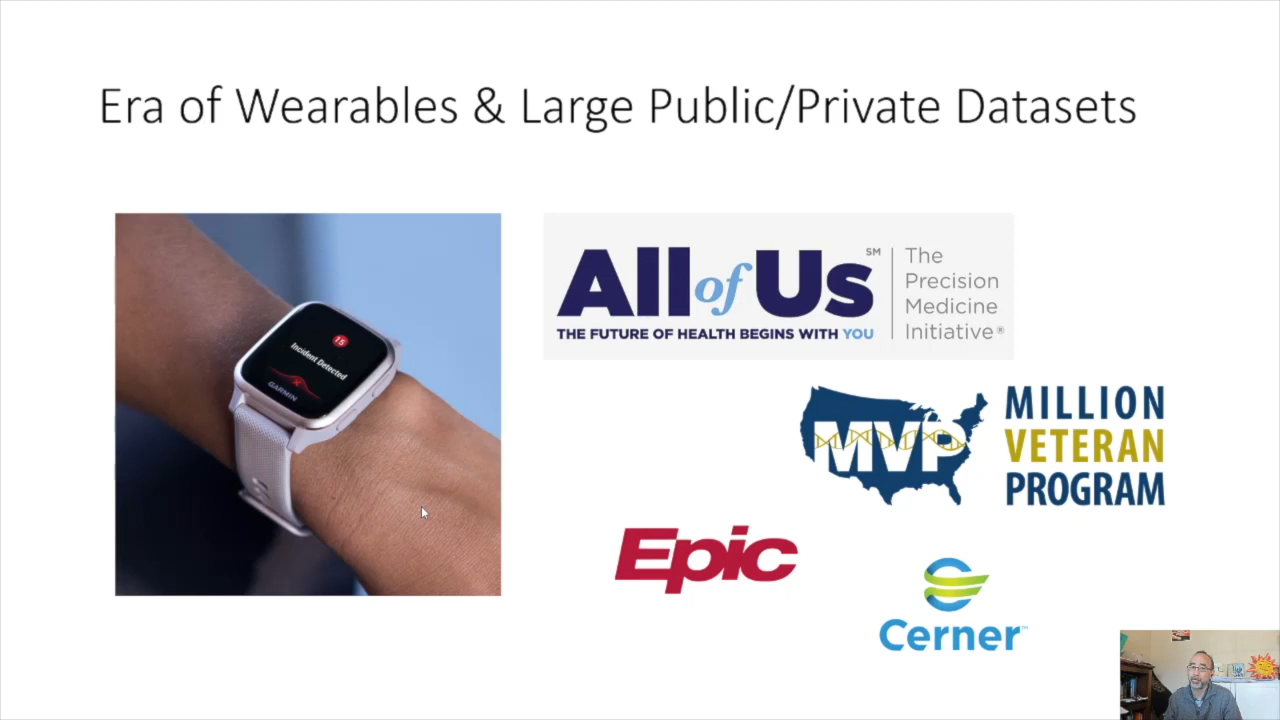 Era of Wearables & Large Public/Private Datasets
15
Incident Detected
GARMIN
All of Us SM
THE FUTURE OF HEALTH BEGINS WITH YOU
The
Precision
Medicine
Initiative®
MVP
MILLION
VETERAN
PROGRAM
Epic
Cerner™